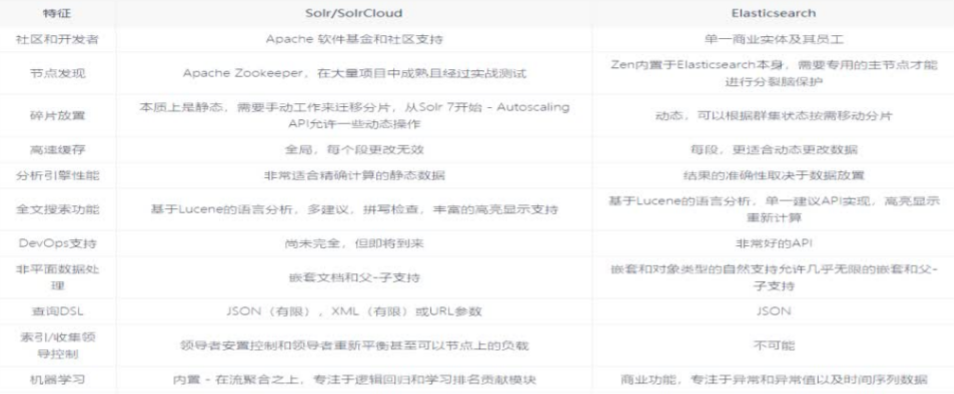 特征 Solr/SolrCloud Elasticsearch
社区和开发者 Apache 软件基金和社区支持 单一商业实体及其员工
节点发现 Apache Zookeeper，在大量项目中成熟且经过实战测试 Zen内置于Elasticsearch本身，需要专用的主节点才能
进行分裂脑保护
碎片放置 本质上是静态，需要手动工作来迁移分片，从Solr 7开始 - Autoscaling
API允许一些动态操作 动态，可以根据群集状态按需移动分片
高速缓存 全局，每个段更改无效 每段，更适合动态更改数据
分析引擎性能 非常适合精确计算的静态数据 结果的准确性取决于数据放置
全文搜索功能 基于Lucene的语言分析，多建议，拼写检查，丰富的高亮显示支持 基于Lucene的语言分析，单一建议API实现，高亮显示
重新计算
DevOps支持 尚未完全，但即将到来 非常好的API
非平面数据处
理 嵌套文档和父-子支持 嵌套和对象类型的自然支持允许几乎无限的嵌套和父-
子支持
查询DSL JSON（有限），XML（有限）或URL参数 JSON
索引/收集领
导控制 领导者安置控制和领导者重新平衡甚至可以节点上的负载 不可能
机器学习 内置 - 在流聚合之上，专注于逻辑回归和学习排名贡献模块 商业功能，专注于异常和异常值以及时间序列数据